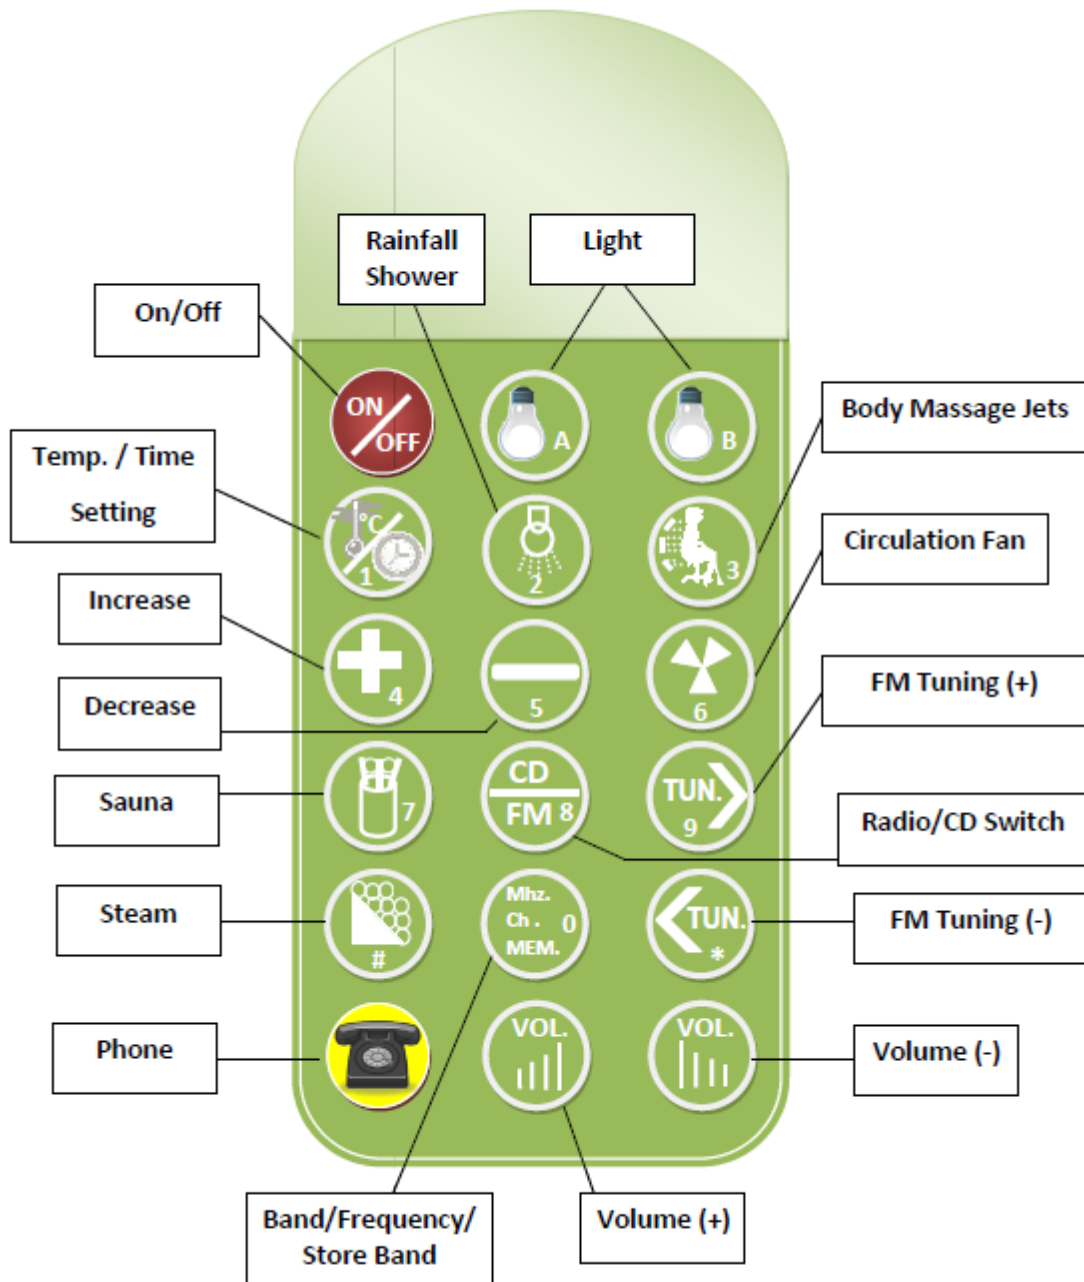 Rainfall
Shower
Light
On/Off
ON
OFF
A
B
Body Massage Jets
Temp. / Time
Setting
°C
1
2
3
Circulation Fan
Increase
4
5
6
FM Tuning (+)
Decrease
Sauna
7
CD
FM 8
TUN.
9
Radio/CD Switch
Steam
#
Mhz.
Ch .
0
MEM.
TUN.
*
FM Tuning (-)
Phone
VOL.
VOL.
Volume (-)
Band/Frequency/
Store Band
Volume (+)